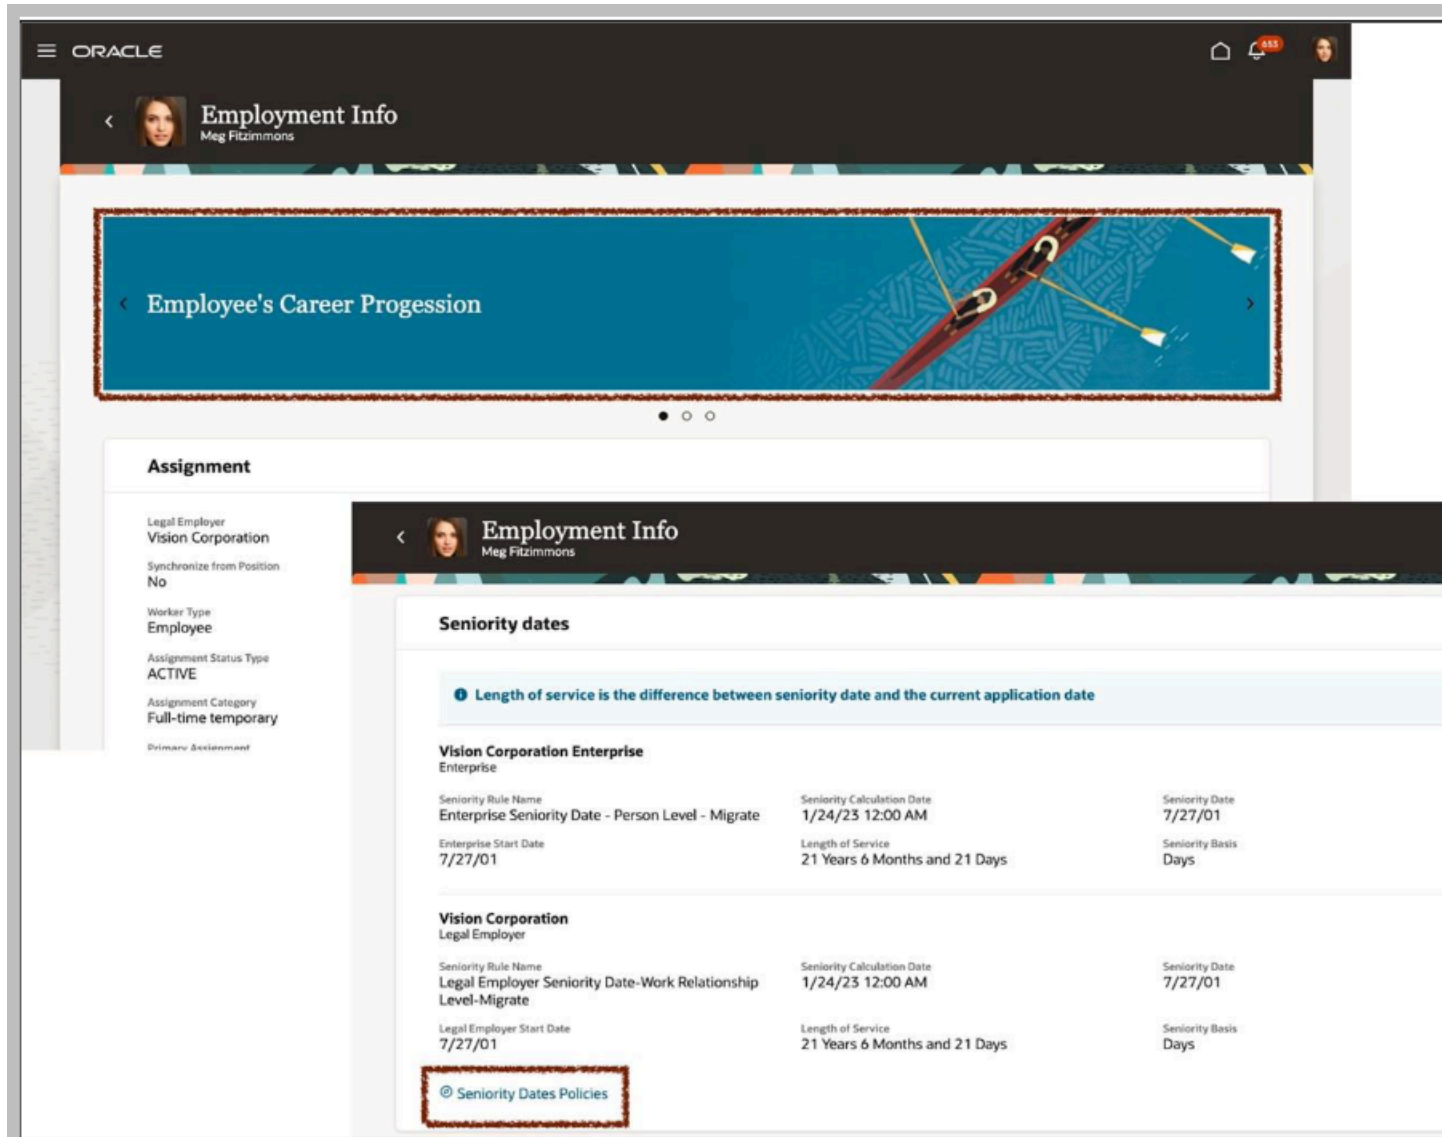 ORACLE
653
Employment Info
Meg Fitzimmons
Employee's Career Progession
Assignment
Legal Employer
Vision Corporation
Synchronize from Position
No
Worker Type
Employee
Assignment Status Type
ACTIVE
Assignment Category
Full-time temporary
Primary Assignment
Employment Info
Meg Fitzimmons
Seniority dates
Length of service is the difference between seniority date and the current application date
Vision Corporation Enterprise
Enterprise
Seniority Rule Name Seniority Calculation Date Seniority Date
Enterprise Seniority Date - Person Level - Migrate 1/24/23 12:00 AM 7/27/01
Enterprise Start Date Length of Service Seniority Basis
7/27/01 21 Years 6 Months and 21 Days Days
Vision Corporation
Legal Employer
Seniority Rule Name Seniority Calculation Date Seniority Date
Legal Employer Seniority Date-Work Relationship 1/24/23 12:00 AM 7/27/01
Level-Migrate
Legal Employer Start Date Length of Service Seniority Basis
7/27/01 21 Years 6 Months and 21 Days Days
Seniority Dates Policies